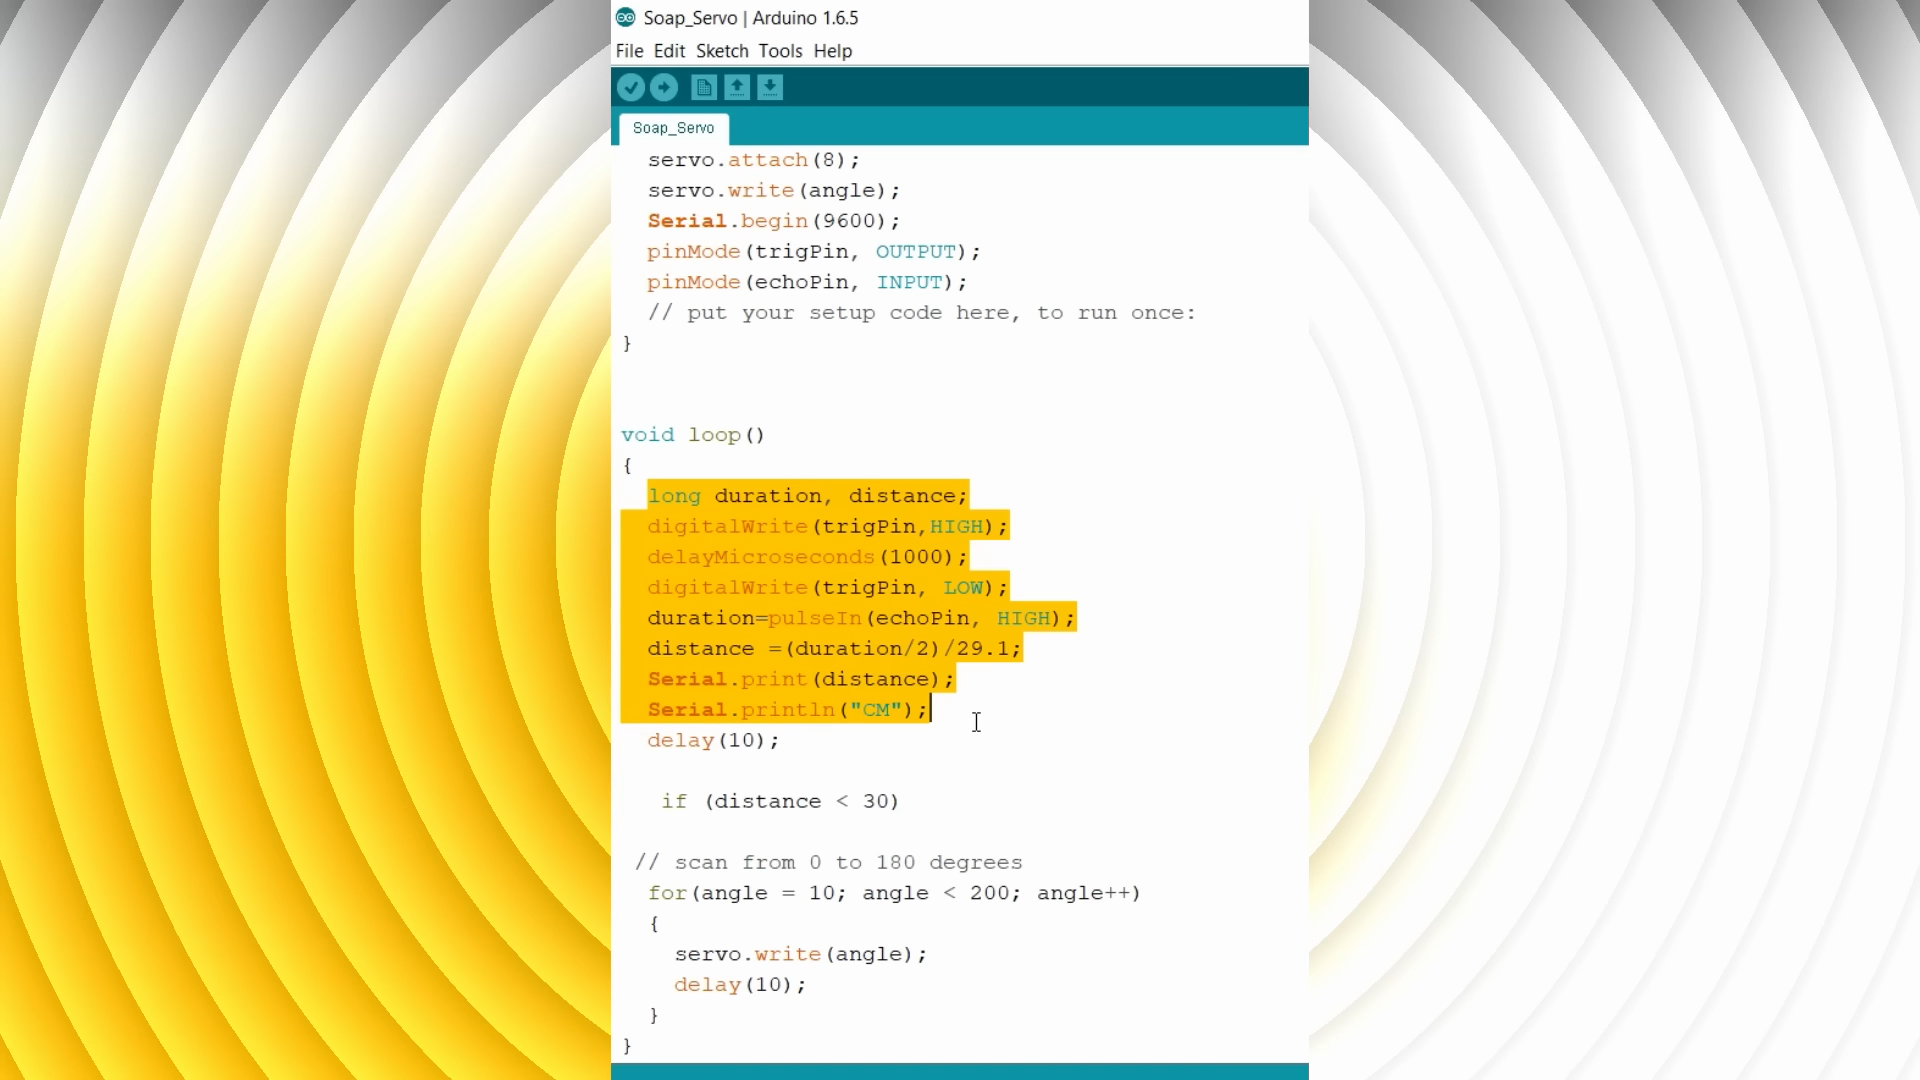 Soap_Servo | Arduino 1.6.5
File Edit Sketch Tools Help
Soap_Servo
servo.attach(8);
servo.write(angle);
Serial.begin(9600);
pinMode(trigPin, OUTPUT);
pinMode(echoPin, INPUT);
// put your setup code here, to run once:
}
void loop()
{
long duration, distance;
digitalWrite(trigPin,HIGH);
delayMicroseconds(1000);
digitalWrite(trigPin, LOW);
duration=pulseIn(echoPin, HIGH);
distance =(duration/2)/29.1;
Serial.print(distance);
Serial.println("CM");
delay(10);
if (distance < 30)
// scan from 0 to 180 degrees
for(angle = 10; angle < 200; angle++)
{
servo.write(angle);
delay(10);
}
}